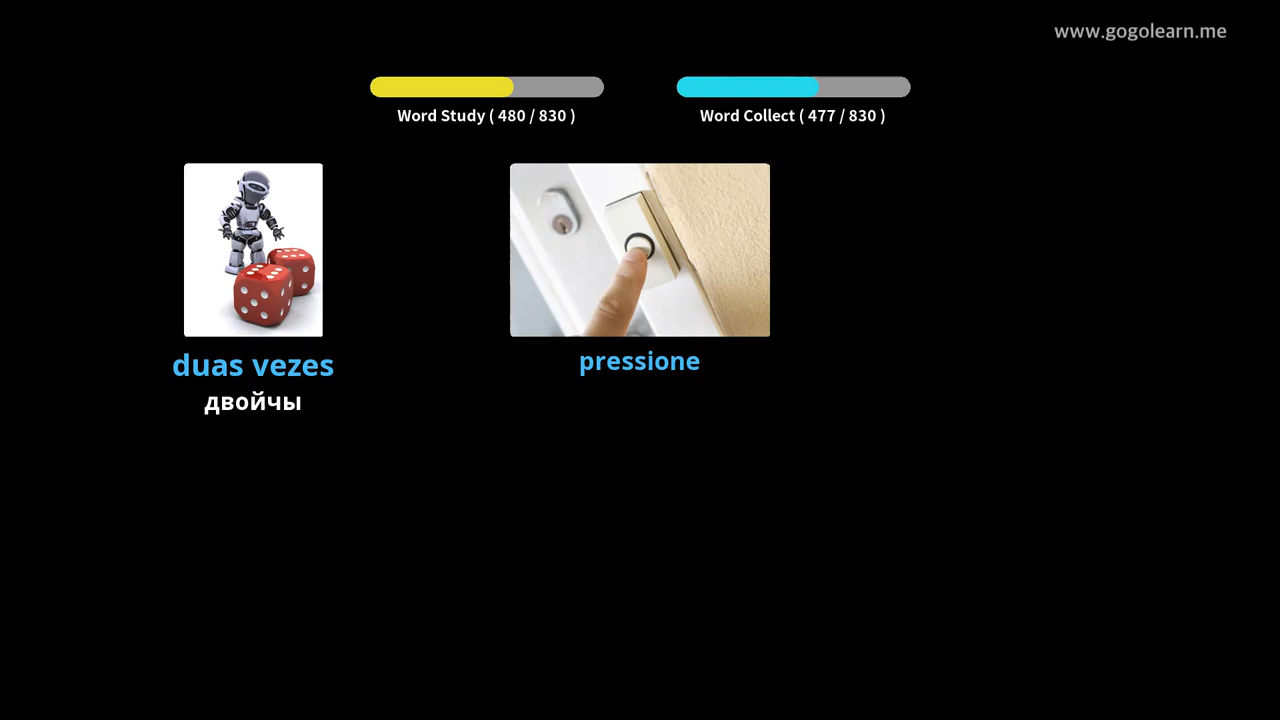 www.gogolearn.me
Word Study ( 480 / 830 )
Word Collect ( 477 / 830 )
duas vezes
двойчы
pressione